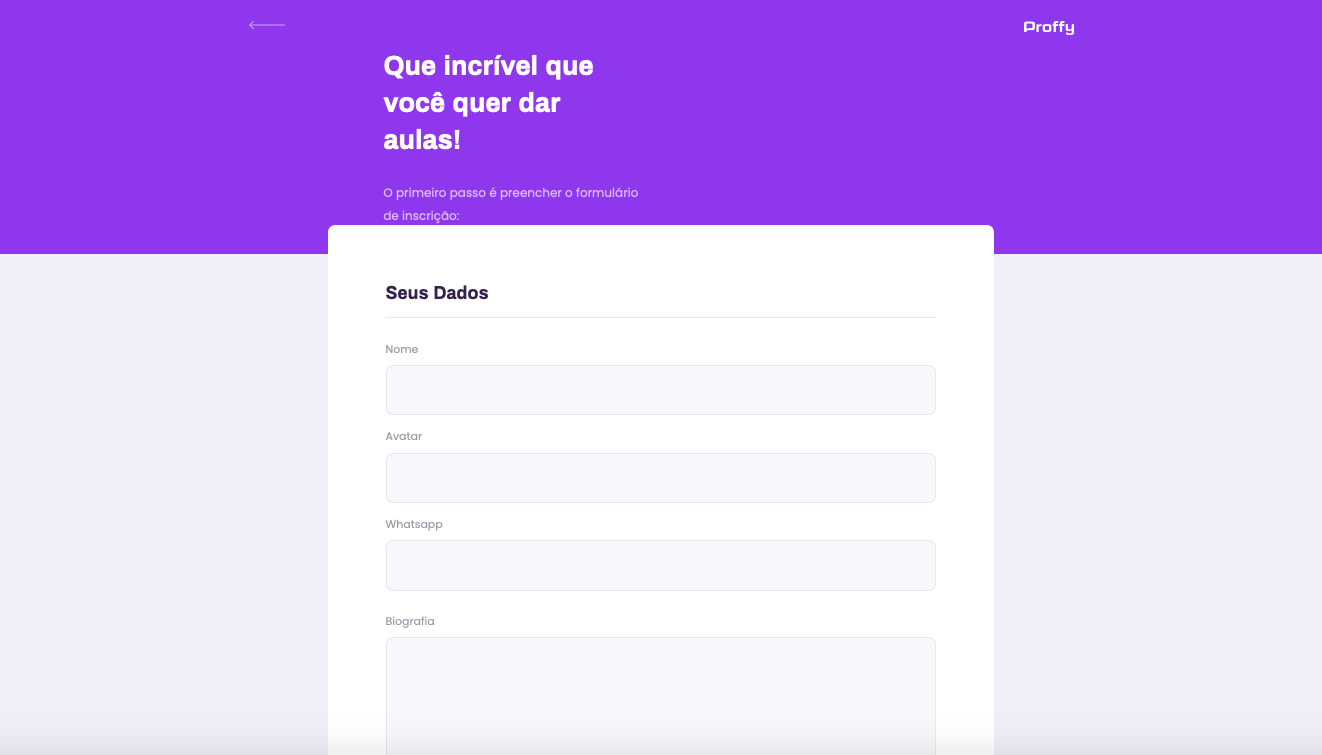 Proffy
Que incrível que
você quer dar
aulas!
O primeiro passo é preencher o formulário
de inscrição:
Seus Dados
Nome
Avatar
Whatsapp
Biografia